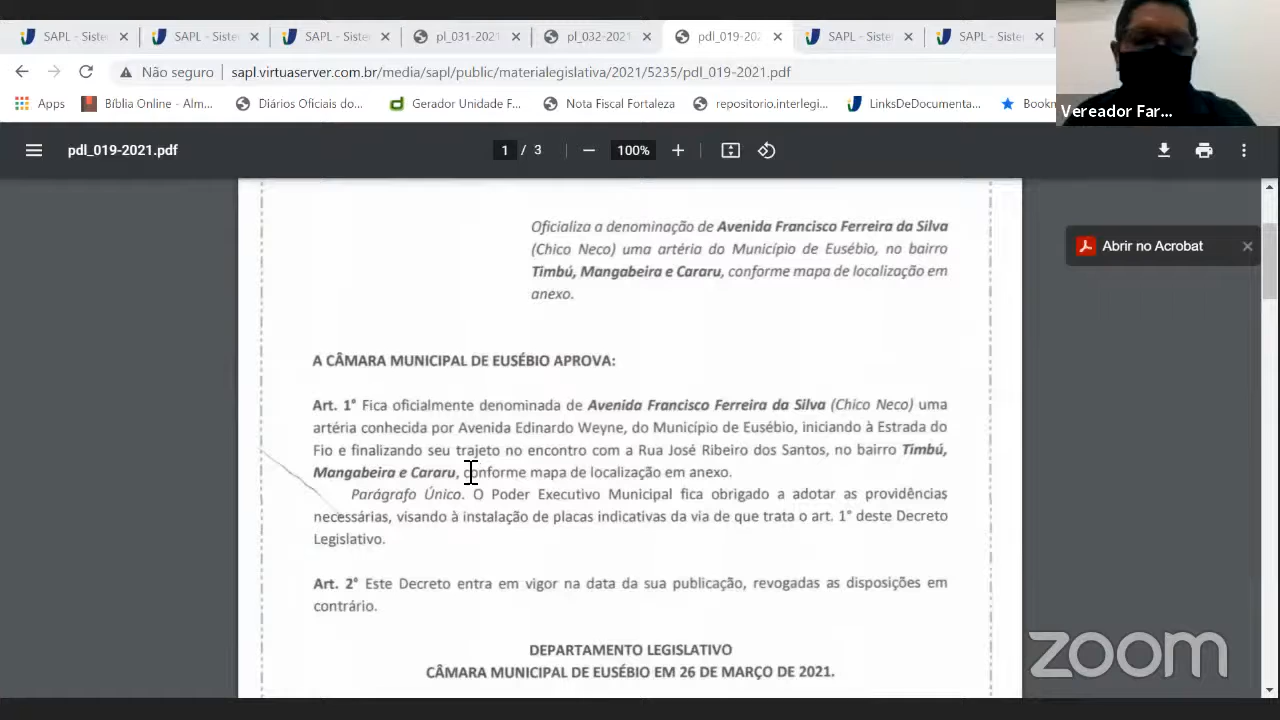 SAPL - Siste
SAPL - Siste
SAPL - Siste
pl_031-2021
pl_032-2021
pdl_019-202
SAPL - Siste
SAPL - Sist
Não seguro
sapl.virtuaserver.com.br/media/sapl/public/materialegislativa/2021/5235/pdl_019-2021.pdf
Apps
Bíblia Online - Alm...
Diários Oficiais do...
Gerador Unidade F...
Nota Fiscal Fortaleza
repositorio.interlegi...
LinksDeDocumenta...
Bookm
Vereador Far...
pdl_019-2021.pdf
1 / 3
100%
Abrir no Acrobat
Oficializa a denominação de Avenida Francisco Ferreira da Silva
(Chico Neco) uma artéria do Município de Eusébio, no bairro
Timbú, Mangabeira e Cararu, conforme mapa de localização em
anexo.
A CÂMARA MUNICIPAL DE EUSÉBIO APROVA:
Art. 1° Fica oficialmente denominada de Avenida Francisco Ferreira da Silva (Chico Neco) uma
artéria conhecida por Avenida Edinardo Weyne, do Município de Eusébio, iniciando à Estrada do
Fio e finalizando seu trajeto no encontro com a Rua José Ribeiro dos Santos, no bairro Timbú,
Mangabeira e Cararu, conforme mapa de localização em anexo.
Parágrafo Único. O Poder Executivo Municipal fica obrigado a adotar as providências
necessárias, visando à instalação de placas indicativas da via de que trata o art. 1° deste Decreto
Legislativo.
Art. 2° Este Decreto entra em vigor na data da sua publicação, revogadas as disposições em
contrário.
DEPARTAMENTO LEGISLATIVO
CÂMARA MUNICIPAL DE EUSÉBIO EM 26 DE MARÇO DE 2021.
zoom